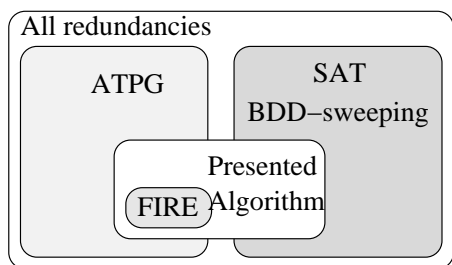 All redundancies
ATPG
SAT
BDD−sweeping
Presented
Algorithm
FIRE